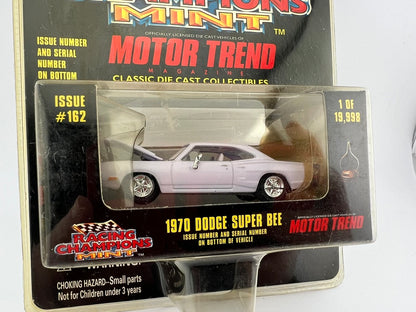 CHAMPIONS
MINT
ISSUE NUMBER
AND SERIAL
NUMBER
ON BOTTOM
OFFICIALLY LICENSED DIE CAST VEHICLES OF
MOTOR TREND
MAGAZINE
CLASSIC DIE CAST COLLECTIBLES
ISSUE
#162
1 OF
19,998
1970 DODGE SUPER BEE
ISSUE NUMBER AND SERIAL NUMBER
ON BOTTOM OF VEHICLE
RACING
CHAMPIONS
MINT
MOTOR TREND
WARNING:
CHOKING HAZARD–Small parts
Not for Children under 3 years